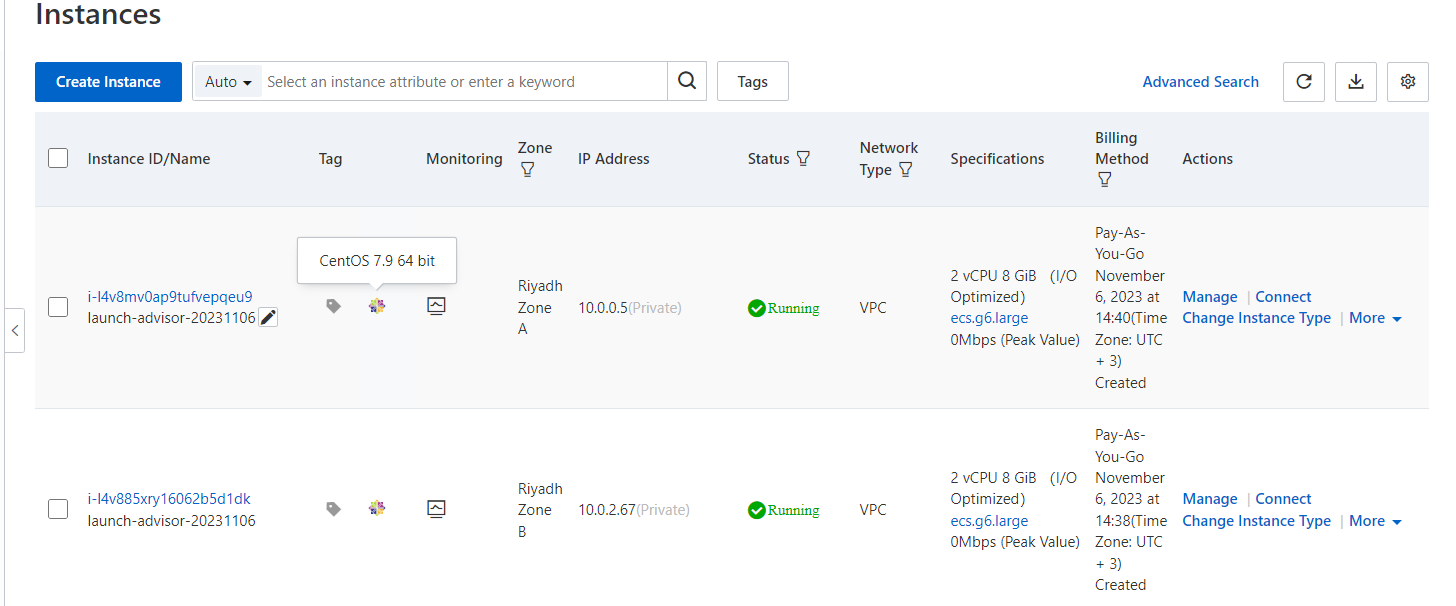 Instances
Create Instance
Auto
Select an instance attribute or enter a keyword
Tags
Advanced Search
Instance ID/Name
Tag
Monitoring
Zone
IP Address
Status
Network
Type
Specifications
Billing
Method
Actions
CentOS 7.9 64 bit
i-l4v8mv0ap9tufvepqeu9
launch-advisor-20231106
Riyadh
Zone
A
10.0.0.5(Private)
Running
VPC
2 vCPU 8 GiB (I/O
Optimized)
ecs.g6.large
0Mbps (Peak Value)
Pay-As-
You-Go
November
6, 2023 at
14:40(Time
Zone: UTC
+ 3)
Created
Manage | Connect
Change Instance Type | More
i-l4v885xry16062b5d1dk
launch-advisor-20231106
Riyadh
Zone
B
10.0.2.67(Private)
Running
VPC
2 vCPU 8 GiB (I/O
Optimized)
ecs.g6.large
0Mbps (Peak Value)
Pay-As-
You-Go
November
6, 2023 at
14:38(Time
Zone: UTC
+ 3)
Created
Manage | Connect
Change Instance Type | More